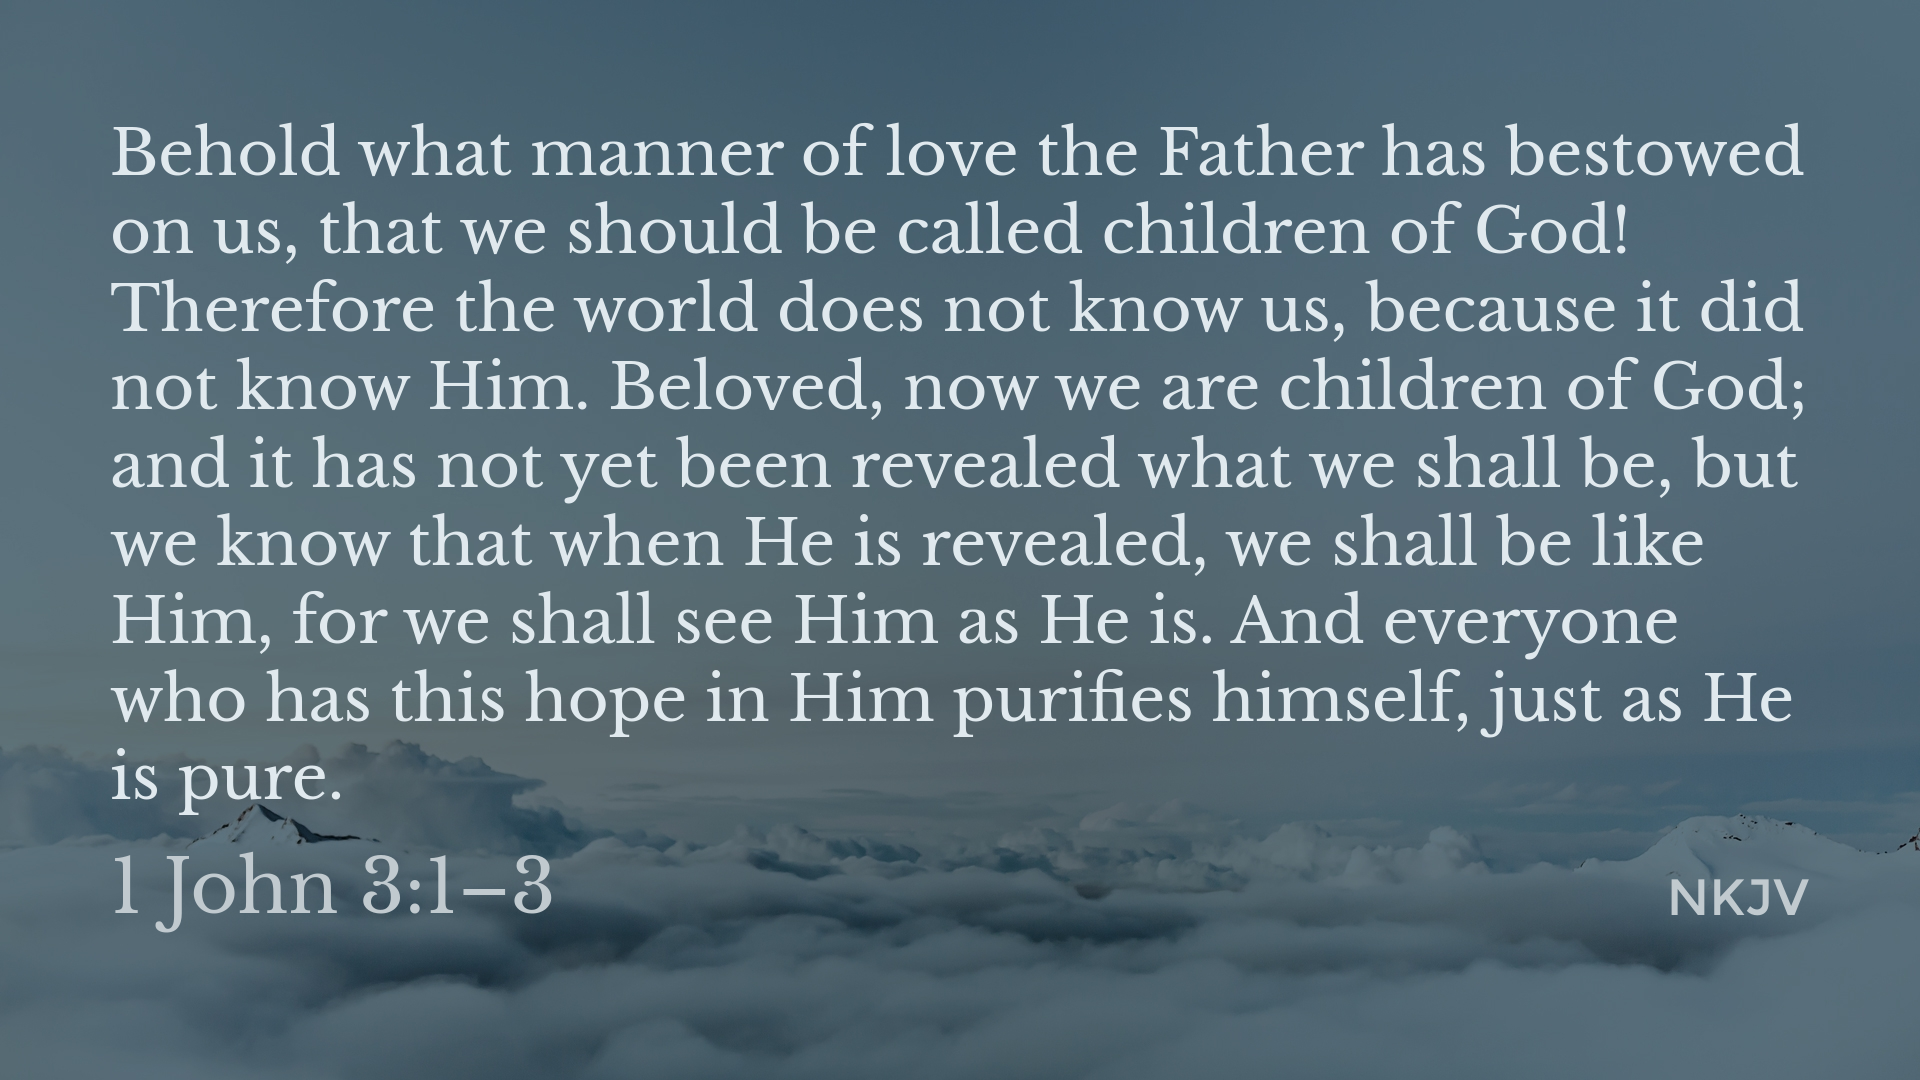 Behold what manner of love the Father has bestowed
on us, that we should be called children of God!
Therefore the world does not know us, because it did
not know Him. Beloved, now we are children of God;
and it has not yet been revealed what we shall be, but
we know that when He is revealed, we shall be like
Him, for we shall see Him as He is. And everyone
who has this hope in Him purifies himself, just as He
is pure.
1 John 3:1–3
NKJV